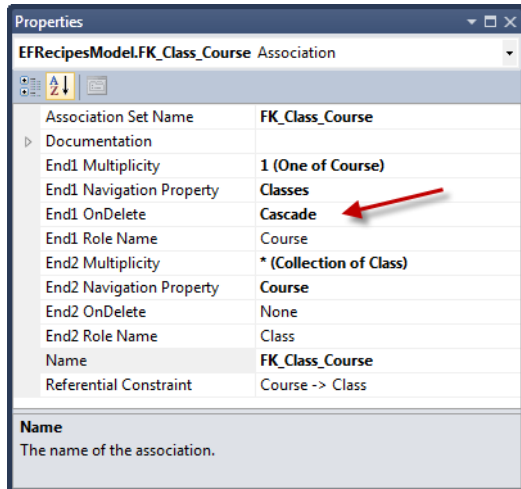 Properties
EFRecipesModel.FK_Class_Course Association
Association Set Name FK_Class_Course
Documentation
End1 Multiplicity 1 (One of Course)
End1 Navigation Property Classes
End1 OnDelete Cascade
End1 Role Name Course
End2 Multiplicity * (Collection of Class)
End2 Navigation Property Course
End2 OnDelete None
End2 Role Name Class
Name FK_Class_Course
Referential Constraint Course -> Class
Name
The name of the association.